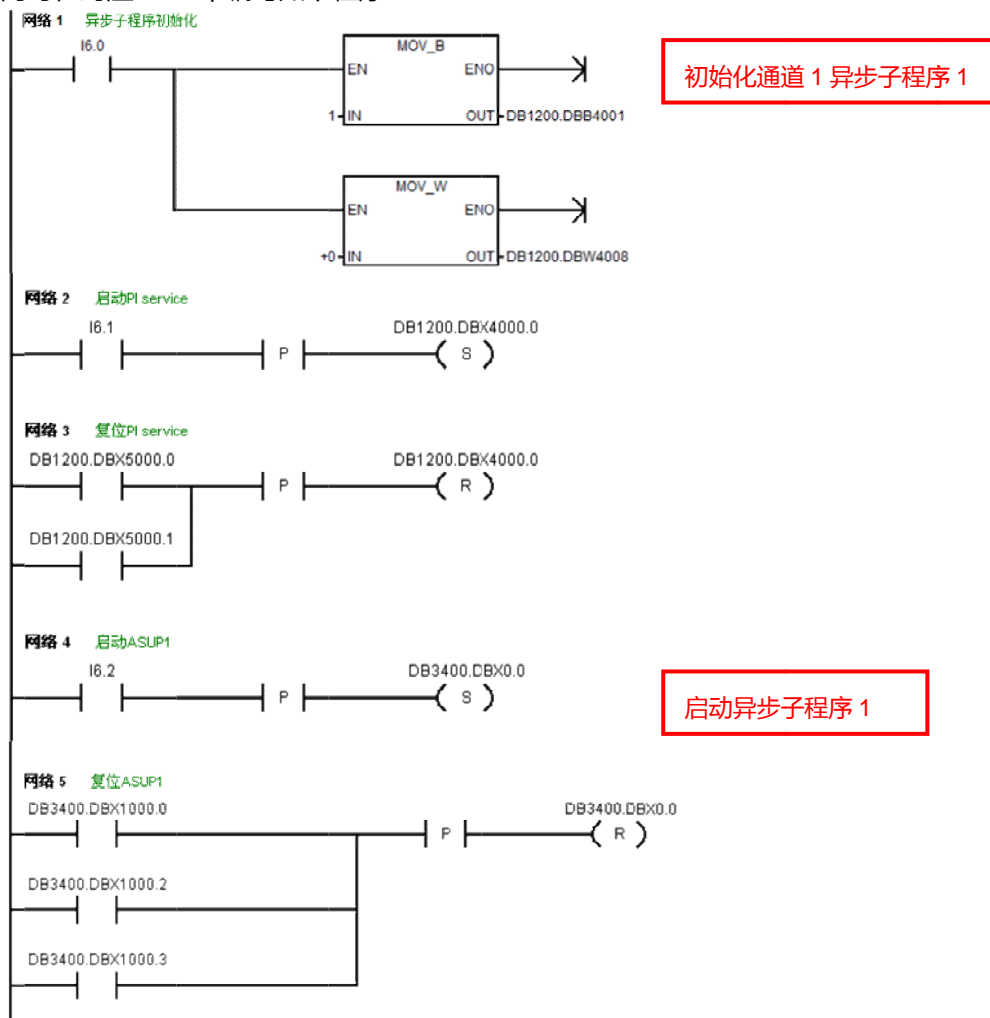 网络 1 异步子程序初始化
I6.0
MOV_B
EN ENO
1 IN OUT DB1200.DBB4001
初始化通道 1 异步子程序 1
MOV_W
EN ENO
+0 IN OUT DB1200.DBW4008
网络 2 启动PI service
I6.1
P
DB1200.DBX4000.0
S
网络 3 复位PI service
DB1200.DBX5000.0
P
DB1200.DBX4000.0
R
DB1200.DBX5000.1
网络 4 启动ASUP1
I6.2
P
DB3400.DBX0.0
S
启动异步子程序 1
网络 5 复位ASUP1
DB3400.DBX1000.0
P
DB3400.DBX0.0
R
DB3400.DBX1000.2
DB3400.DBX1000.3